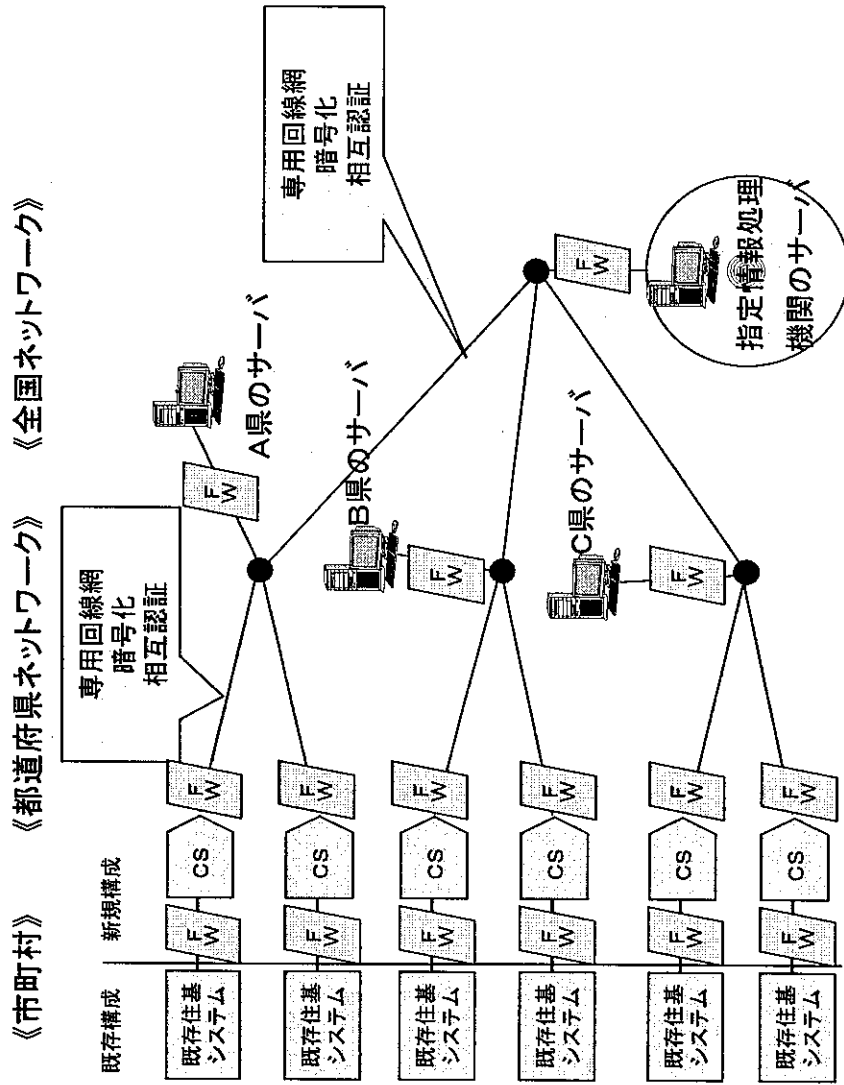 《市町村》
《都道府県ネットワーク》
《全国ネットワーク》
既存構成
新規構成
専用回線網
暗号化
相互認証
専用回線網
暗号化
相互認証
既存住基
システム
FW
CS
FW
既存住基
システム
FW
CS
FW
既存住基
システム
FW
CS
FW
既存住基
システム
FW
CS
FW
既存住基
システム
FW
CS
FW
既存住基
システム
FW
CS
FW
FW
A県のサーバ
FW
B県のサーバ
FW
C県のサーバ
FW
指定情報処理
機関のサーバ